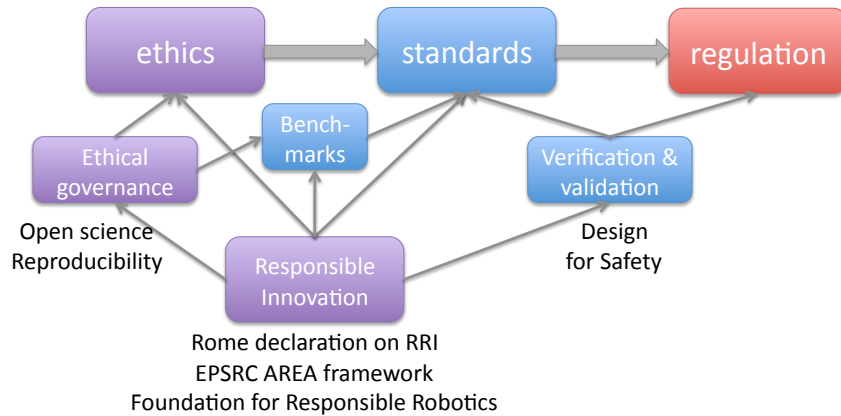 ethics
standards
regulation
Bench-
marks
Ethical
governance
Verification &
validation
Open science
Reproducibility
Design
for Safety
Responsible
Innovation
Rome declaration on RRI
EPSRC AREA framework
Foundation for Responsible Robotics